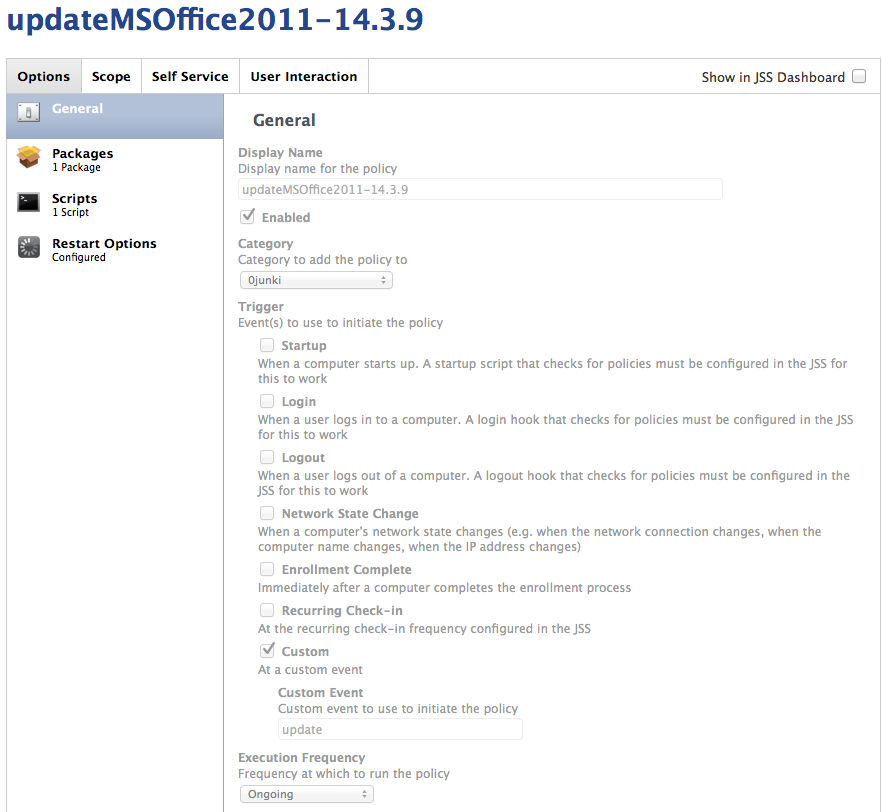 updateMSOffice2011-14.3.9
Options Scope Self Service User Interaction Show in JSS Dashboard
General
Packages
1 Package
Scripts
1 Script
Restart Options
Configured
General
Display Name
Display name for the policy
updateMSOffice2011-14.3.9
Enabled
Category
Category to add the policy to
0junki
Trigger
Event(s) to use to initiate the policy
Startup
When a computer starts up. A startup script that checks for policies must be configured in the JSS for
this to work
Login
When a user logs in to a computer. A login hook that checks for policies must be configured in the JSS
for this to work
Logout
When a user logs out of a computer. A logout hook that checks for policies must be configured in the
JSS for this to work
Network State Change
When a computer's network state changes (e.g. when the network connection changes, when the
computer name changes, when the IP address changes)
Enrollment Complete
Immediately after a computer completes the enrollment process
Recurring Check-in
At the recurring check-in frequency configured in the JSS
Custom
At a custom event
Custom Event
Custom event to use to initiate the policy
update
Execution Frequency
Frequency at which to run the policy
Ongoing